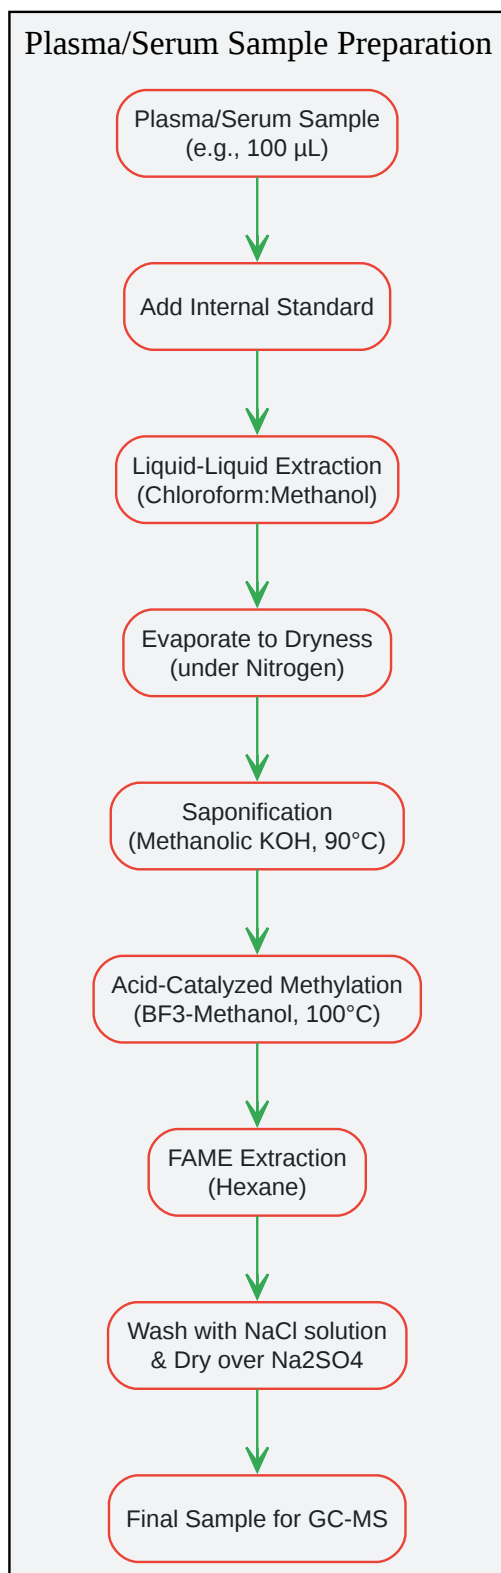 Plasma/Serum Sample Preparation
Plasma/Serum Sample
(e.g., 100 µL)
Add Internal Standard
Liquid-Liquid Extraction
(Chloroform:Methanol)
Evaporate to Dryness
(under Nitrogen)
Saponification
(Methanolic KOH, 90°C)
Acid-Catalyzed Methylation
(BF3-Methanol, 100°C)
FAME Extraction
(Hexane)
Wash with NaCl solution
& Dry over Na2SO4
Final Sample for GC-MS